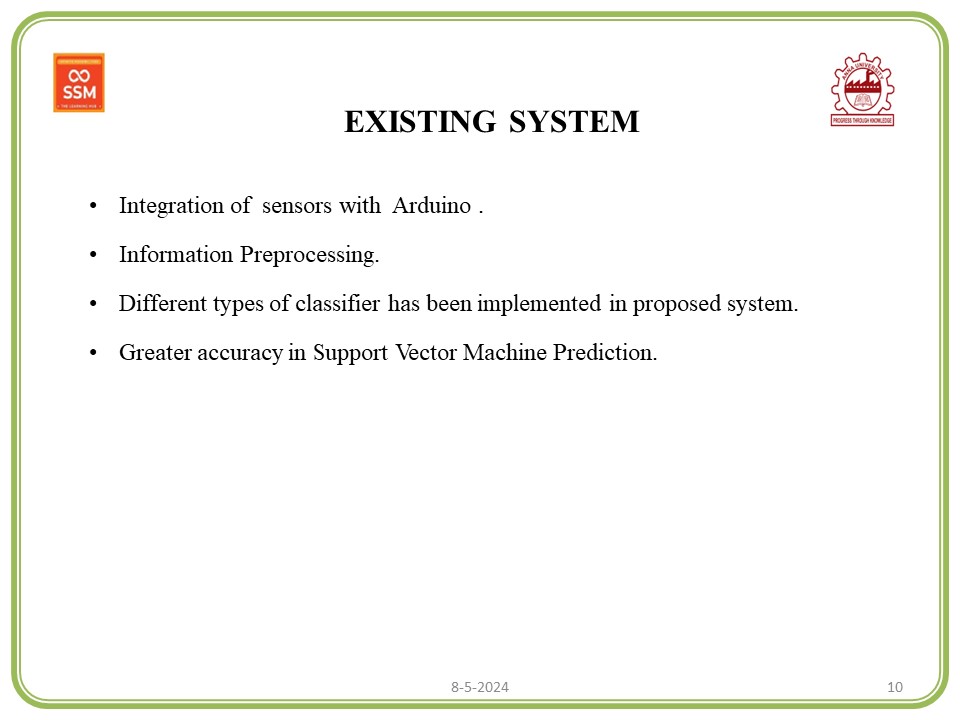 SSM
THE LEARNING HUB
ANNA UNIVERSITY
PROGRESS THROUGH KNOWLEDGE
EXISTING SYSTEM
• Integration of sensors with Arduino .
• Information Preprocessing.
• Different types of classifier has been implemented in proposed system.
• Greater accuracy in Support Vector Machine Prediction.
8-5-2024
10